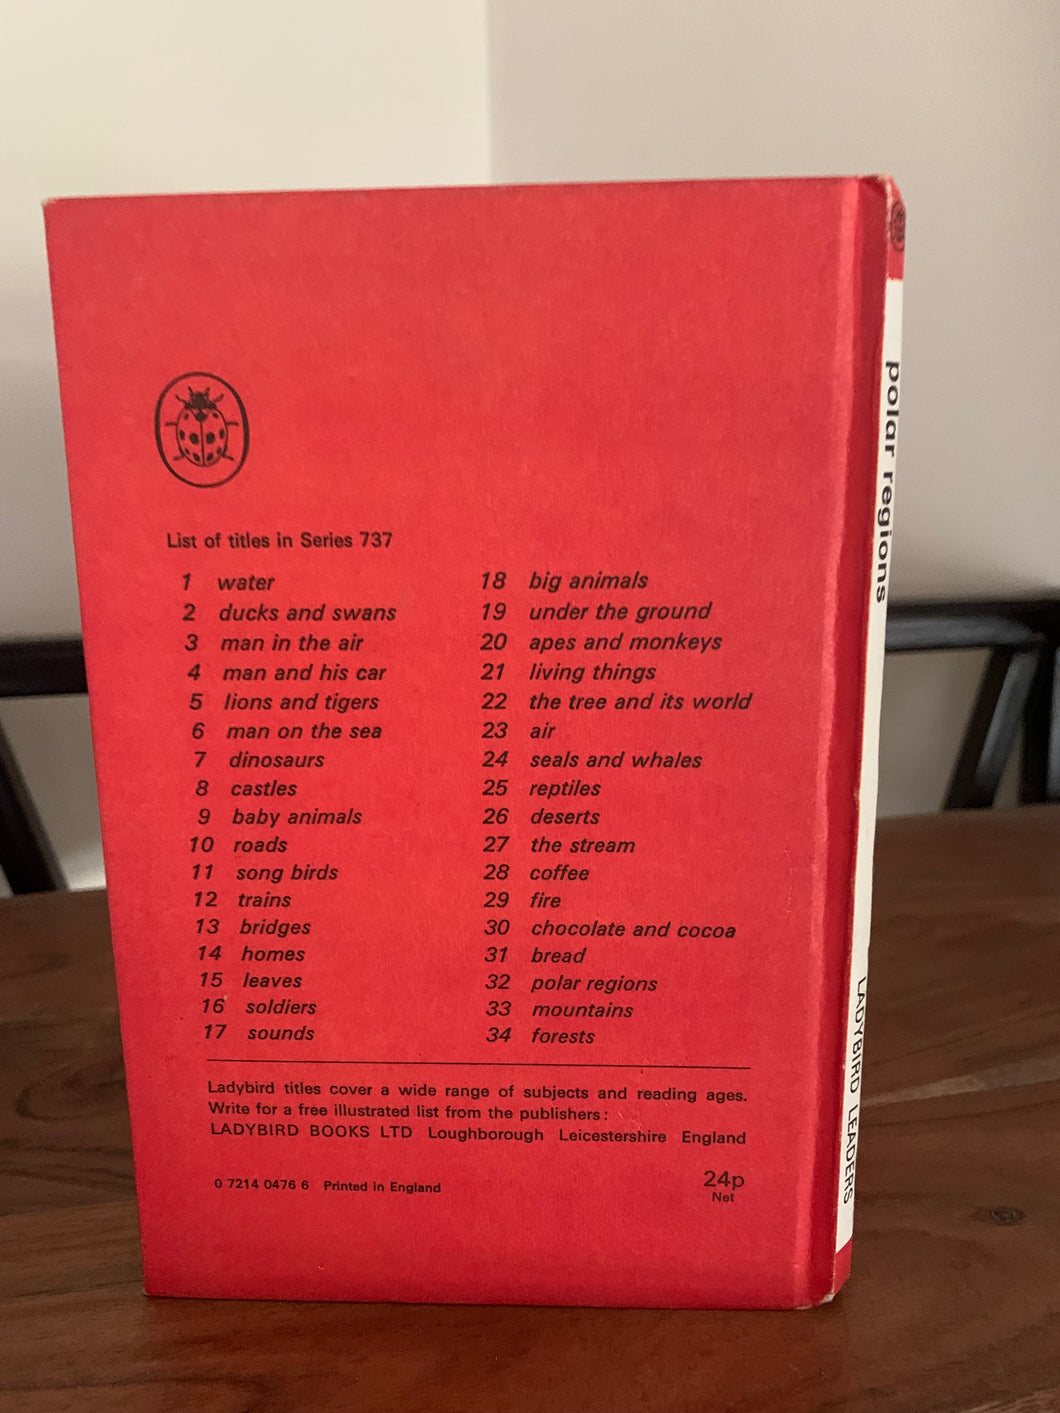 List of titles in Series 737
1 water
2 ducks and swans
3 man in the air
4 man and his car
5 lions and tigers
6 man on the sea
7 dinosaurs
8 castles
9 baby animals
10 roads
11 song birds
12 trains
13 bridges
14 homes
15 leaves
16 soldiers
17 sounds
18 big animals
19 under the ground
20 apes and monkeys
21 living things
22 the tree and its world
23 air
24 seals and whales
25 reptiles
26 deserts
27 the stream
28 coffee
29 fire
30 chocolate and cocoa
31 bread
32 polar regions
33 mountains
34 forests
Ladybird titles cover a wide range of subjects and reading ages.
Write for a free illustrated list from the publishers:
LADYBIRD BOOKS LTD Loughborough Leicestershire England
0 7214 0476 6 Printed in England
24p
Net
polar regions
LADYBIRD LEADERS